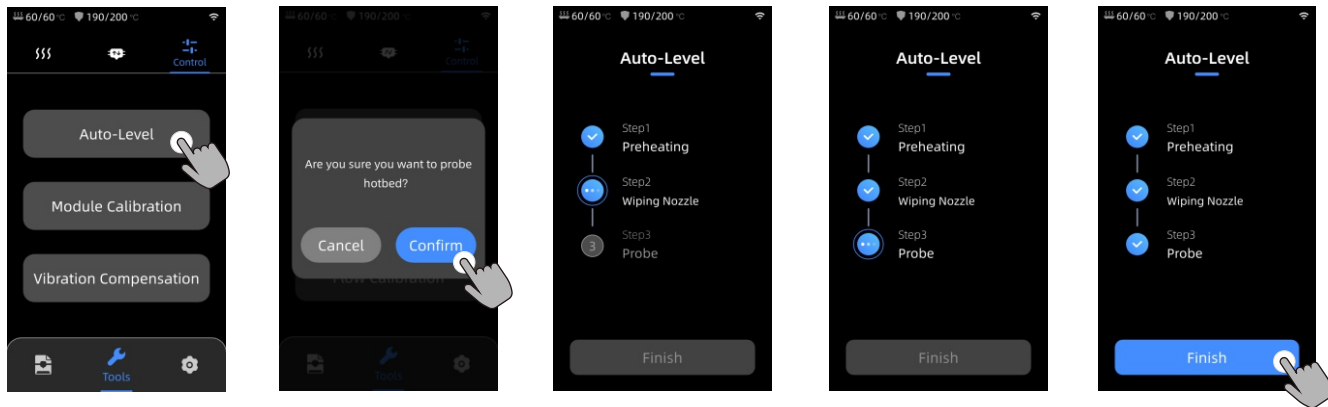 60/60 °C 190/200 °C
Control
Auto-Level
Module Calibration
Vibration Compensation
Tools
60/60 °C 190/200 °C
Control
Are you sure you want to probe
hotbed?
Cancel
Confirm
Flow Calibration
Tools
60/60 °C 190/200 °C
Auto-Level
Step1
Preheating
Step2
Wiping Nozzle
3
Step3
Probe
Finish
60/60 °C 190/200 °C
Auto-Level
Step1
Preheating
Step2
Wiping Nozzle
Step3
Probe
Finish
60/60 °C 190/200 °C
Auto-Level
Step1
Preheating
Step2
Wiping Nozzle
Step3
Probe
Finish